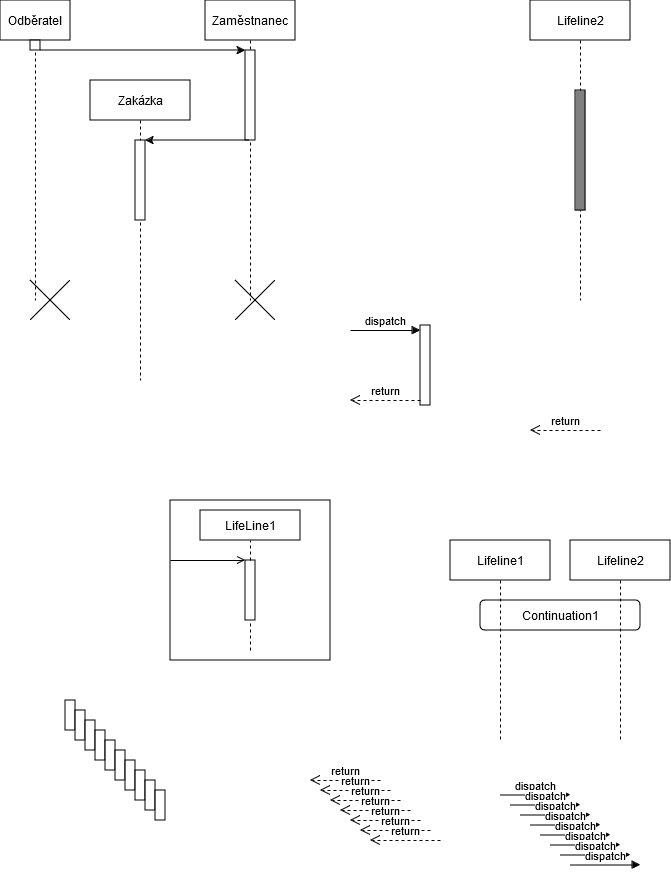 Odběratel
Zaměstnanec
Lifeline2
Zakázka
dispatch
return
return
LifeLine1
Lifeline1
Lifeline2
Continuation1
return
return
return
return
return
return
return
dispatch
dispatch
dispatch
dispatch
dispatch
dispatch
dispatch
dispatch